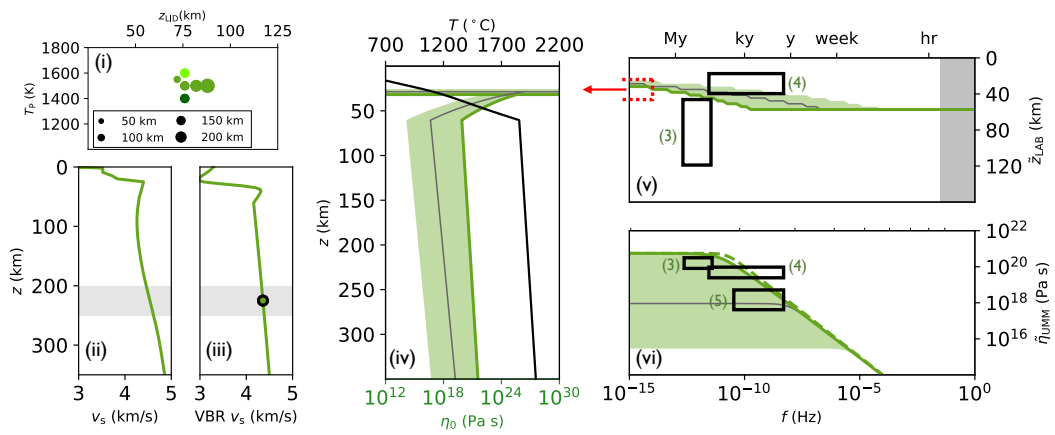 z_LID(km)
50 75 100 125
(i)
T_P (K)
1800
1600
1400
1200
50 km
150 km
100 km
200 km
(ii)
z (km)
0
100
200
300
3 4 5
v_s (km/s)
(iii)
3 4 5
VBR v_s (km/s)
T (°C)
700 1200 1700 2200
(iv)
z (km)
50
100
150
200
250
300
10^12 10^18 10^24 10^30
η_0 (Pa s)
My ky y week hr
(4)
(3)
(v)
0
40
80
120
z̃_LAB (km)
(3)
(4)
(5)
(vi)
10^22
10^20
10^18
10^16
η̃_UMM (Pa s)
10^−15 10^−10 10^−5 10^0
f (Hz)